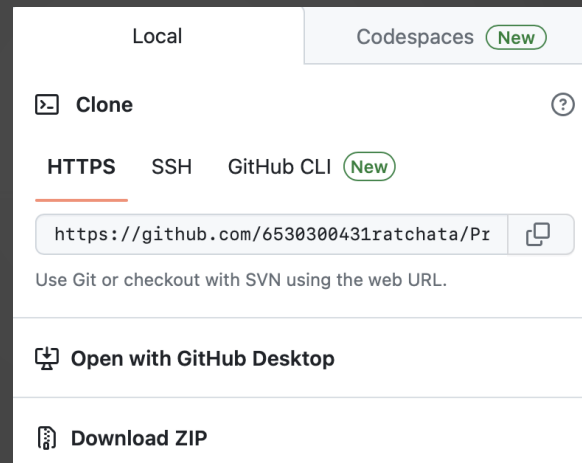 Local
Codespaces New
Clone
HTTPS SSH GitHub CLI New
https://github.com/6530300431ratchata/Pr
Use Git or checkout with SVN using the web URL.
Open with GitHub Desktop
Download ZIP